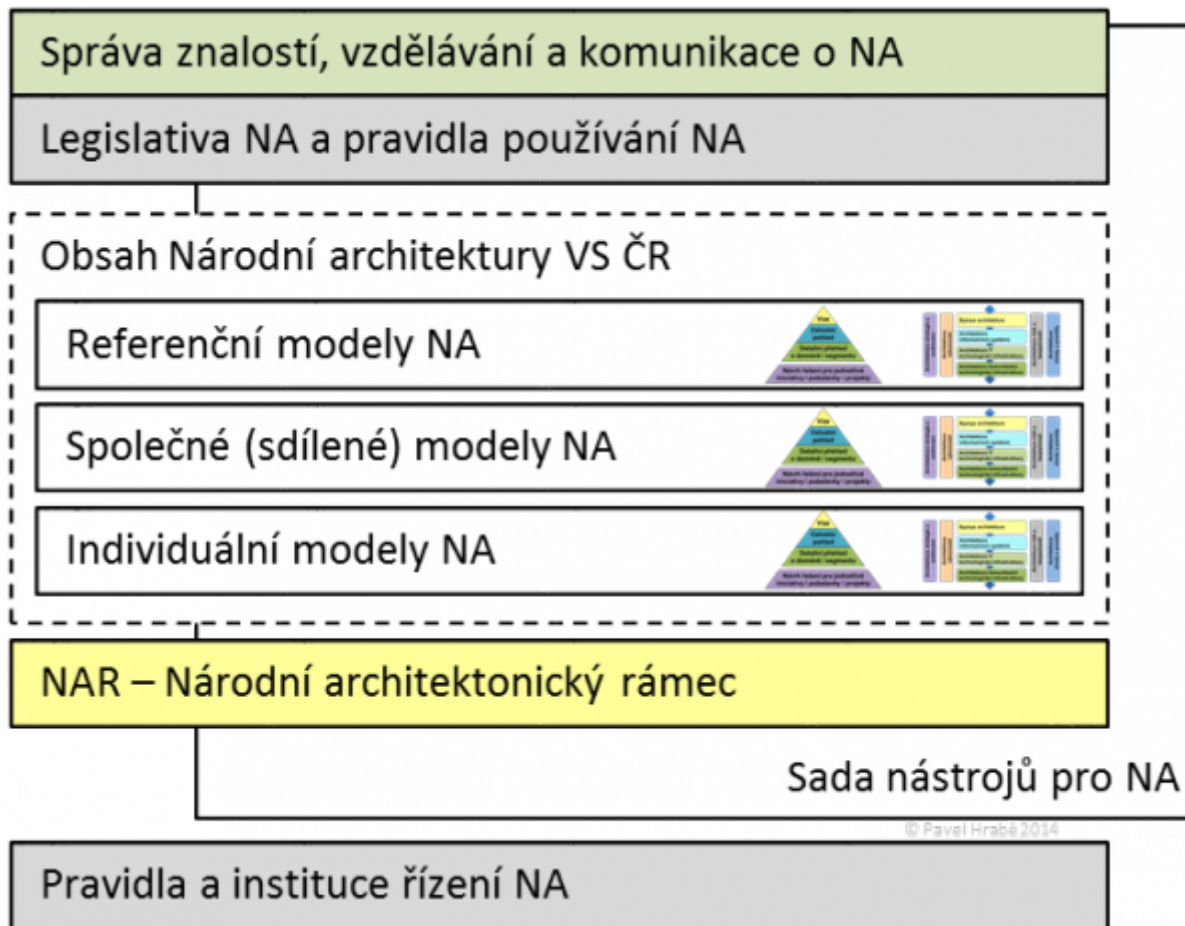 Správa znalostí, vzdělávání a komunikace o NA
Legislativa NA a pravidla používání NA
Obsah Národní architektury VS ČR
Referenční modely NA
Společné (sdílené) modely NA
Individuální modely NA
NAR – Národní architektonický rámec
Sada nástrojů pro NA
© Pavel Hrabě 2014
Pravidla a instituce řízení NA